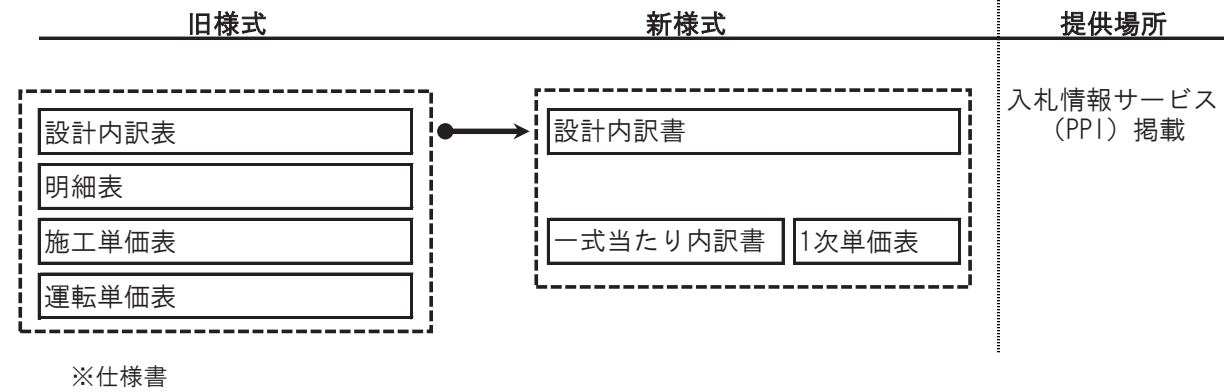 旧様式
新様式
提供場所
設計内訳表
明細表
施工単価表
運転単価表
設計内訳書
一式当たり内訳書
1次単価表
入札情報サービス
（PPI）掲載
※仕様書